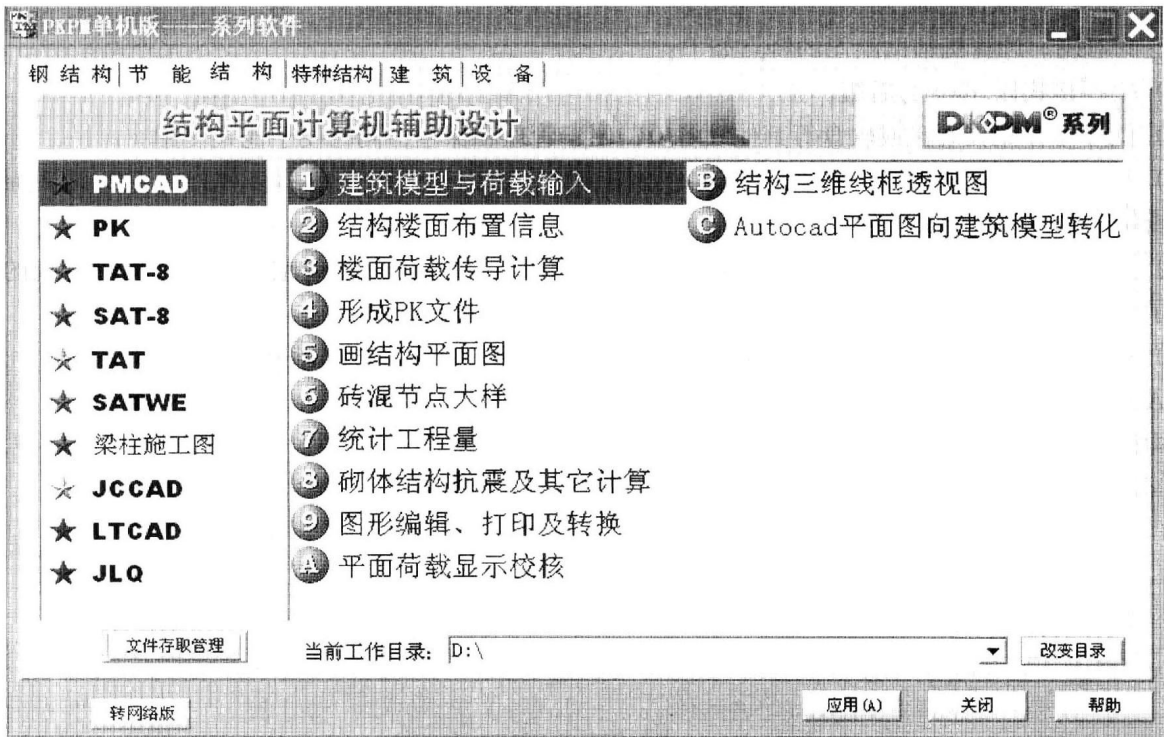 PKPM单机版——系列软件
钢 结 构 节 能 结 构 特种结构 建 筑 设 备
结构平面计算机辅助设计
PKPM®系列
PMCAD
PK
TAT-8
SAT-8
TAT
SATWE
梁柱施工图
JCCAD
LTCAD
JLQ
1 建筑模型与荷载输入
2 结构楼面布置信息
3 楼面荷载传导计算
4 形成PK文件
5 画结构平面图
6 砖混节点大样
7 统计工程量
8 砌体结构抗震及其它计算
9 图形编辑、打印及转换
A 平面荷载显示校核
B 结构三维线框透视图
C Autocad平面图向建筑模型转化
文件存取管理
当前工作目录: D:\
改变目录
转网络版
应用(A)
关闭
帮助